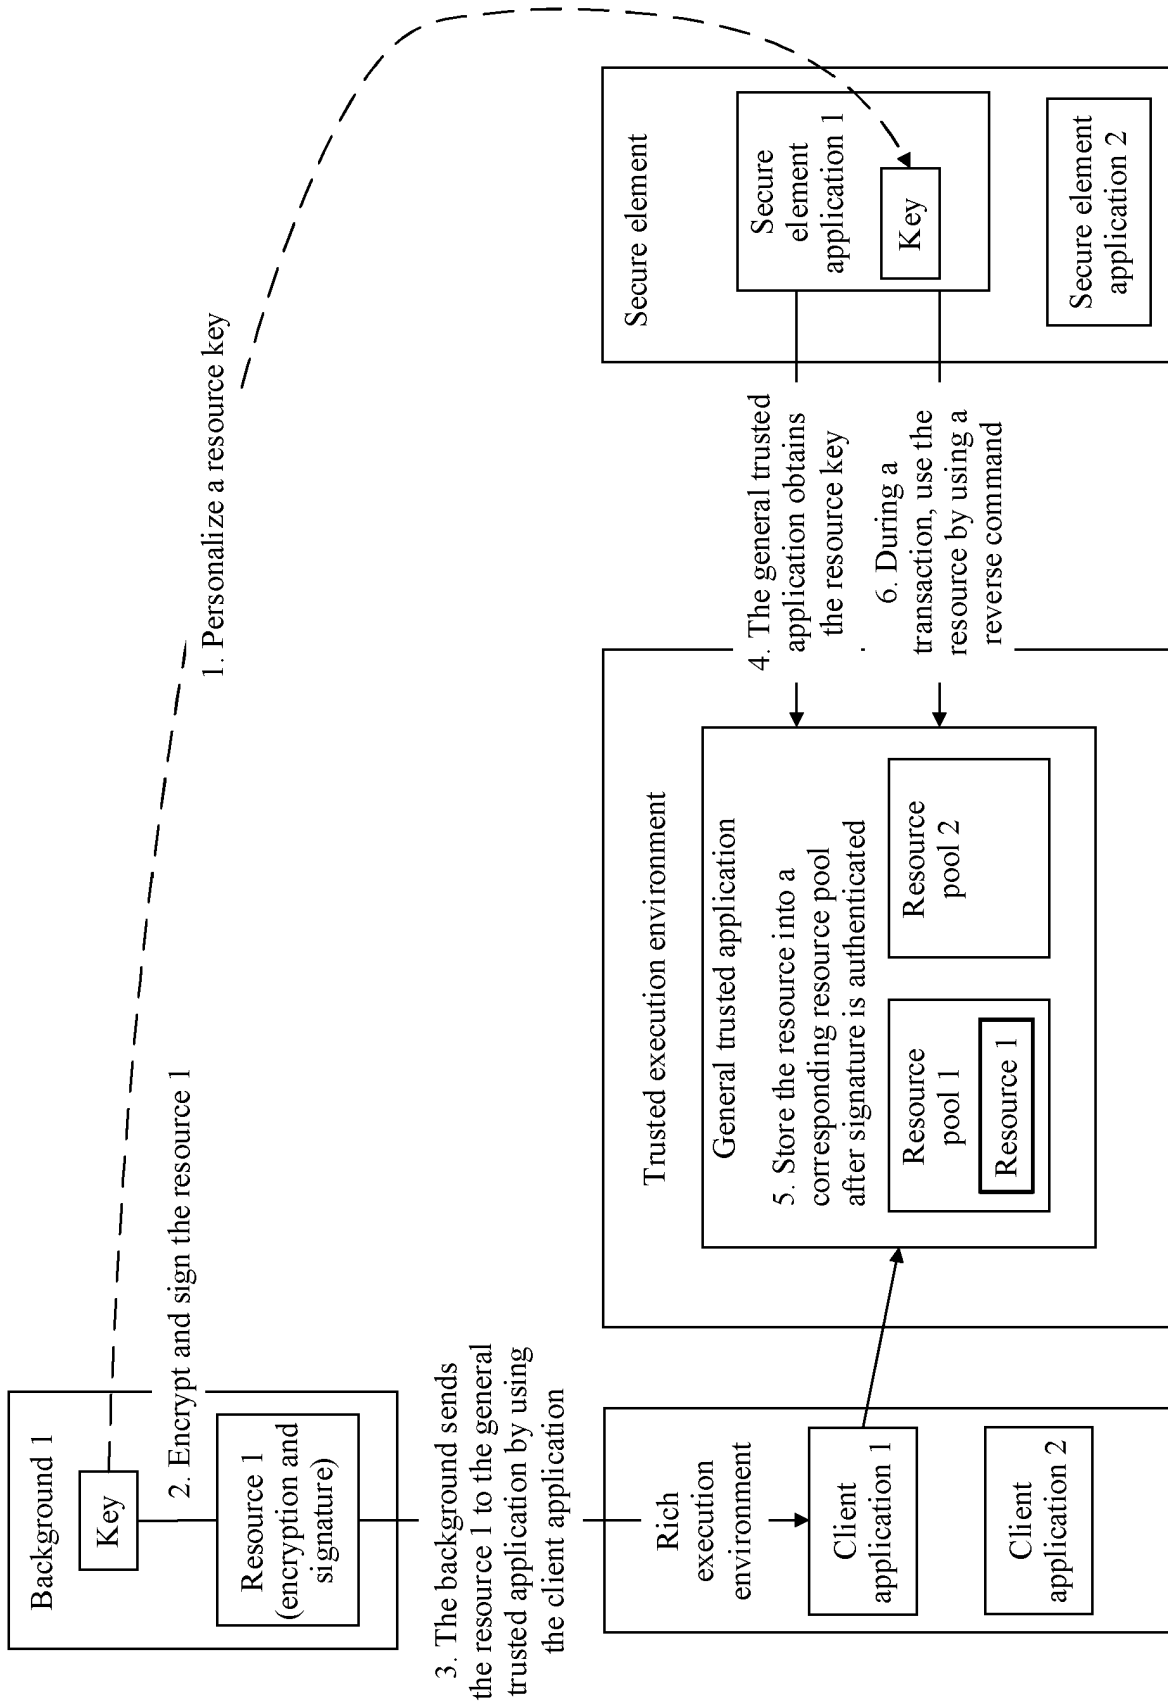 Background 1
Key
2. Encrypt and sign the resource 1
Resource 1
(encryption and
signature)
1. Personalize a resource key
3. The background sends
the resource 1 to the general
trusted application by using
the client application
Rich
execution
environment
Client
application 1
Client
application 2
Trusted execution environment
General trusted application
5. Store the resource into a
corresponding resource pool
after signature is authenticated
Resource
pool 1
Resource 1
Resource
pool 2
4. The general trusted
application obtains
the resource key
6. During a
transaction, use the
resource by using a
reverse command
Secure element
Secure
element
application 1
Key
Secure element
application 2